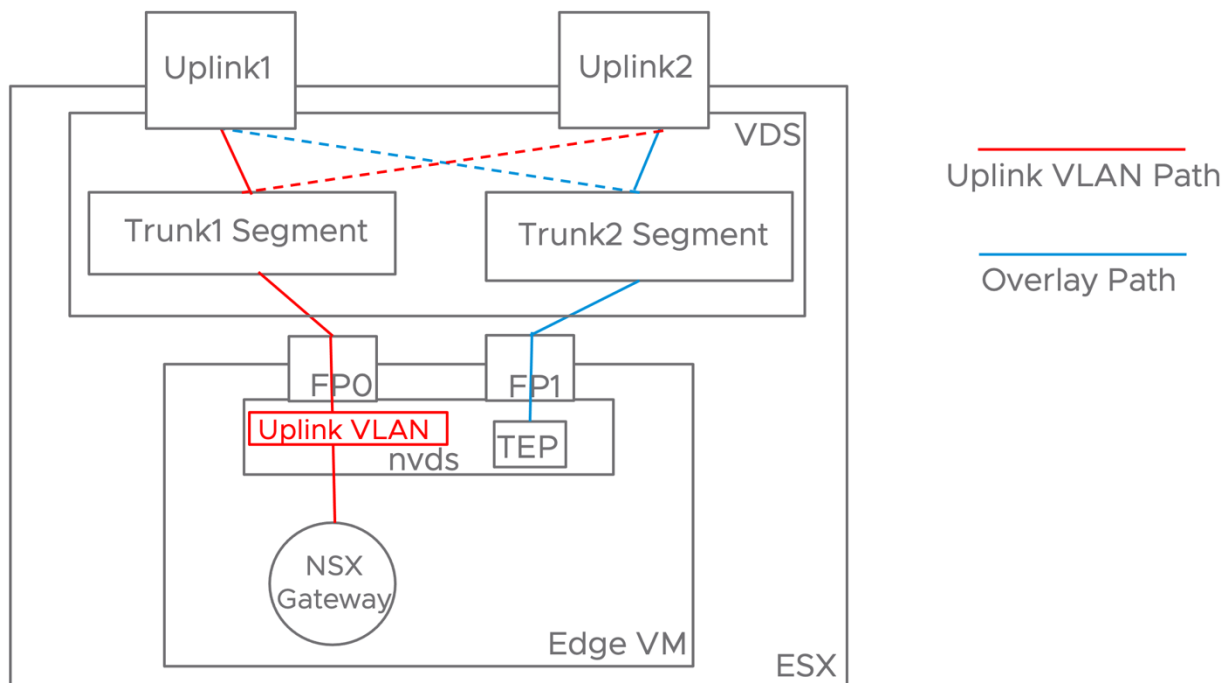 Uplink1
Uplink2
VDS
Uplink VLAN Path
Trunk1 Segment
Trunk2 Segment
Overlay Path
FP0
FP1
Uplink VLAN
TEP
nvds
NSX
Gateway
Edge VM
ESX